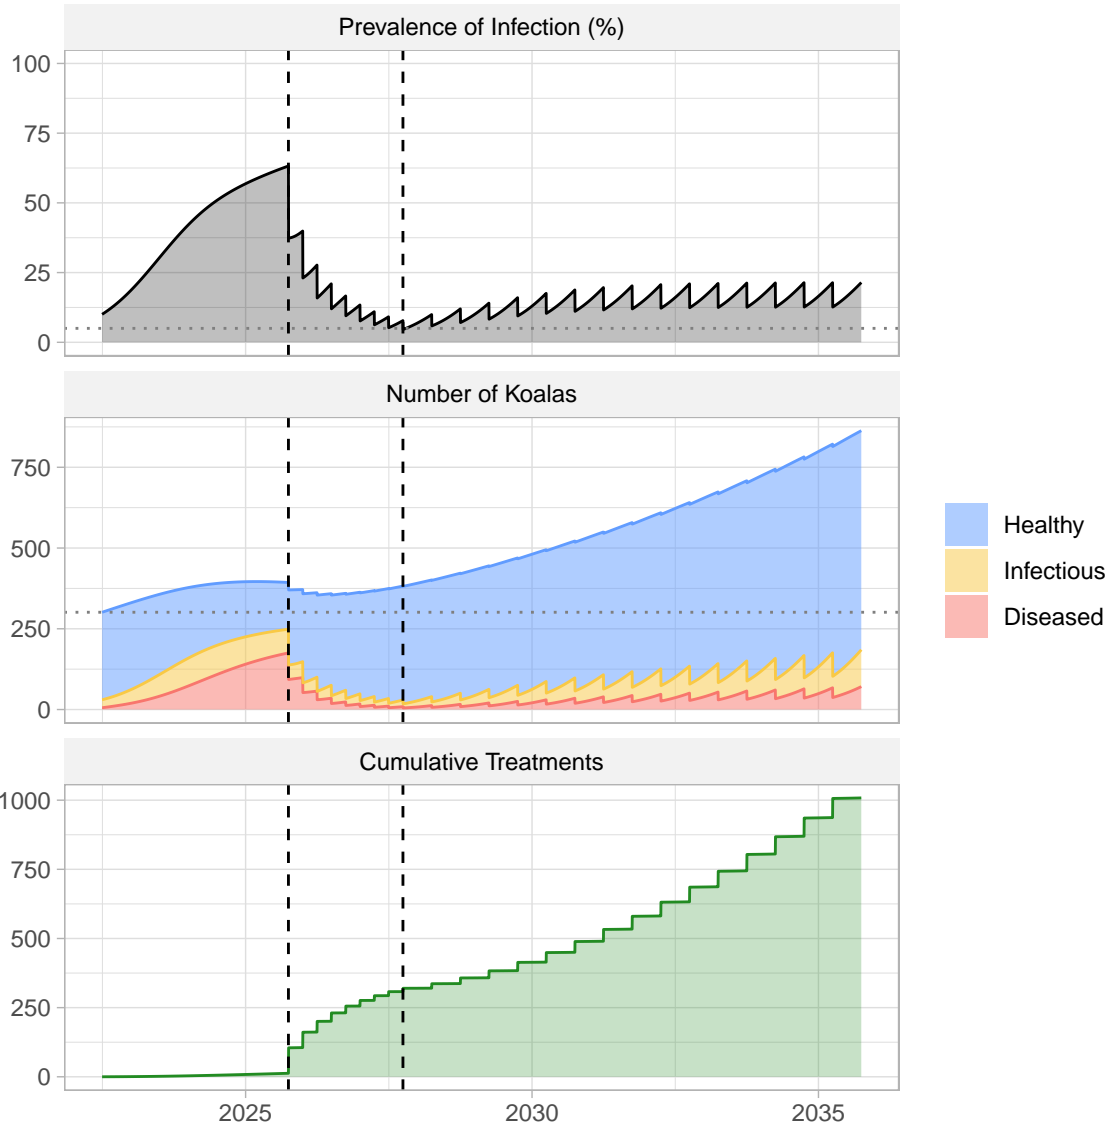 Prevalence of Infection (%)
100
75
50
25
0
Number of Koalas
750
500
250
0
Healthy
Infectious
Diseased
Cumulative Treatments
1000
750
500
250
0
2025 2030 2035